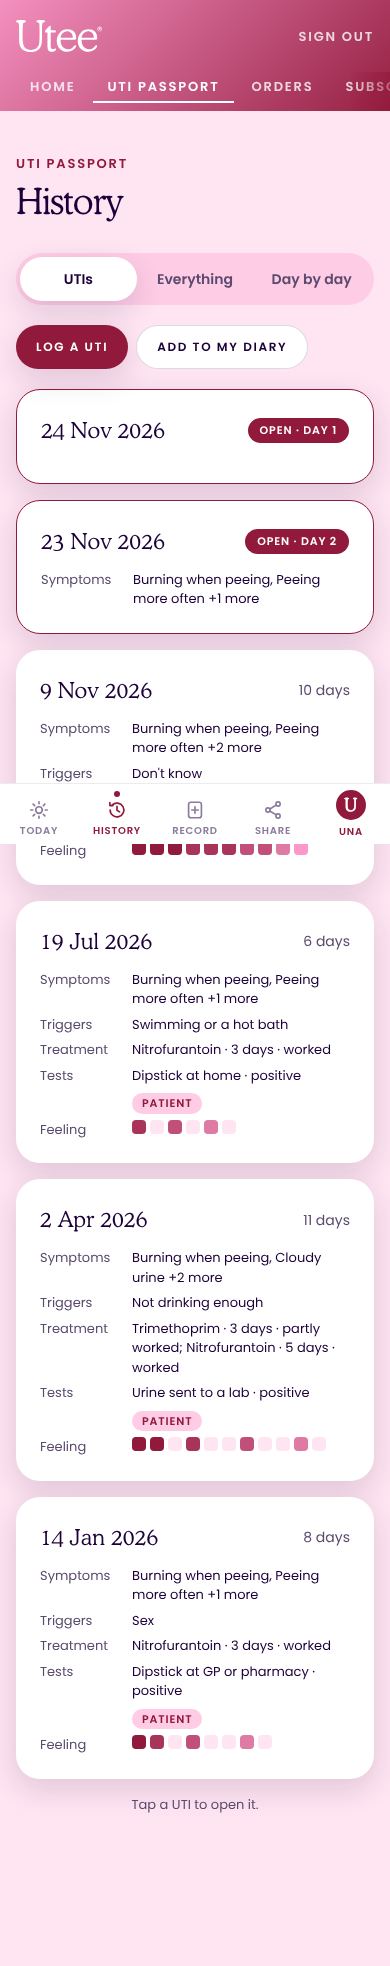 Utee®
SIGN OUT
HOME UTI PASSPORT ORDERS
UTI PASSPORT
History
UTIs Everything Day by day
LOG A UTI ADD TO MY DIARY
24 Nov 2026 OPEN · DAY 1
23 Nov 2026 OPEN · DAY 2
Symptoms Burning when peeing, Peeing
more often +1 more
9 Nov 2026 10 days
Symptoms Burning when peeing, Peeing
more often +2 more
Triggers Don't know
TODAY HISTORY RECORD SHARE U UNA
Feeling
19 Jul 2026 6 days
Symptoms Burning when peeing, Peeing
more often +1 more
Triggers Swimming or a hot bath
Treatment Nitrofurantoin · 3 days · worked
Tests Dipstick at home · positive
PATIENT
Feeling
2 Apr 2026 11 days
Symptoms Burning when peeing, Cloudy
urine +2 more
Triggers Not drinking enough
Treatment Trimethoprim · 3 days · partly
worked; Nitrofurantoin · 5 days ·
worked
Tests Urine sent to a lab · positive
PATIENT
Feeling
14 Jan 2026 8 days
Symptoms Burning when peeing, Peeing
more often +1 more
Triggers Sex
Treatment Nitrofurantoin · 3 days · worked
Tests Dipstick at GP or pharmacy ·
positive
PATIENT
Feeling
Tap a UTI to open it.